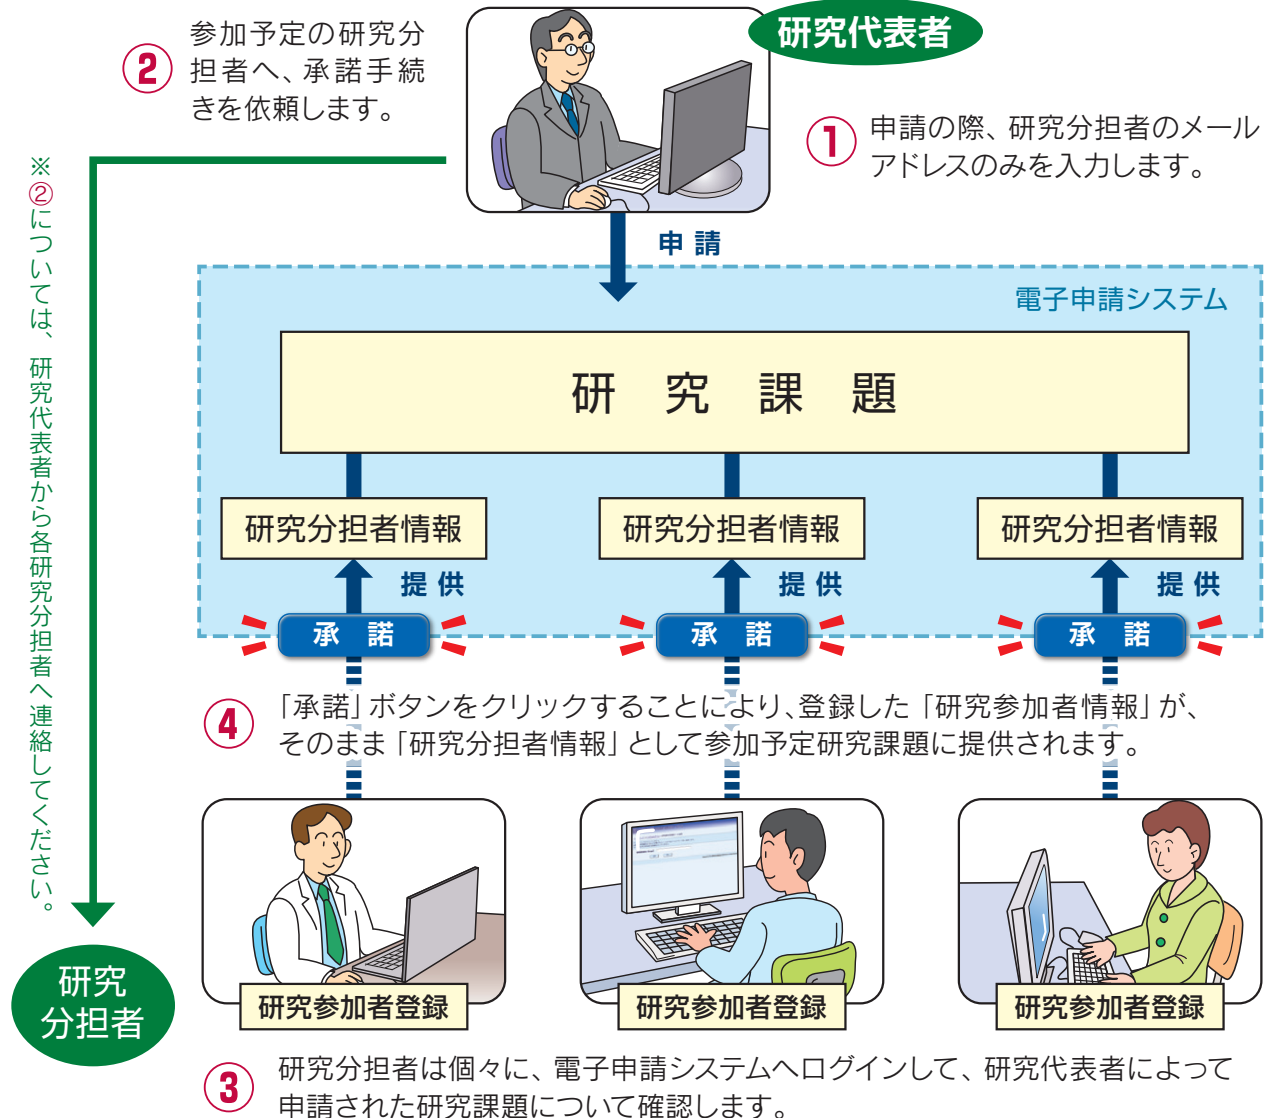 研究代表者
① 申請の際、研究分担者のメール
アドレスのみを入力します。
② 参加予定の研究分
担者へ、承諾手続
きを依頼します。
※②については、研究代表者から各研究分担者へ連絡してください。
申 請
電子申請システム
研 究 課 題
研究分担者情報
研究分担者情報
研究分担者情報
提 供
提 供
提 供
承 諾
承 諾
承 諾
④ 「承諾」ボタンをクリックすることにより、登録した「研究参加者情報」が、
そのまま「研究分担者情報」として参加予定研究課題に提供されます。
研究参加者登録
研究参加者登録
研究参加者登録
研究
分担者
③ 研究分担者は個々に、電子申請システムへログインして、研究代表者によって
申請された研究課題について確認します。